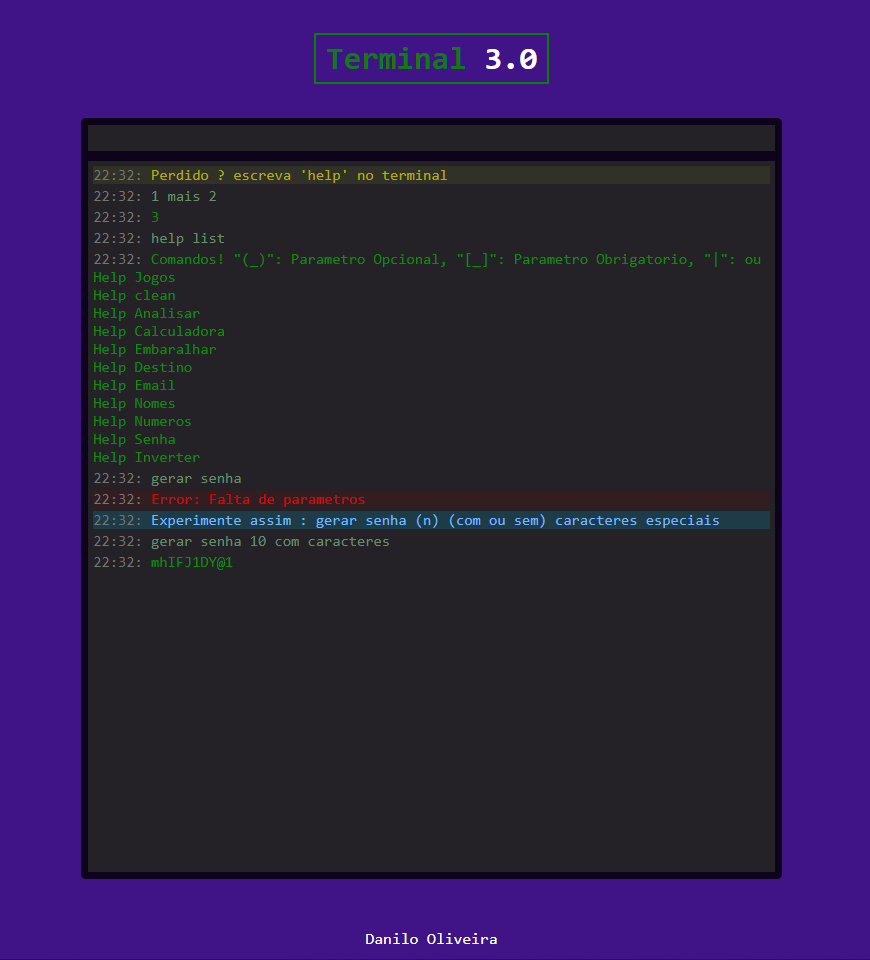 Terminal 3.0
22:32: Perdido ? escreva 'help' no terminal
22:32: 1 mais 2
22:32: 3
22:32: help list
22:32: Comandos! "(_)": Parametro Opcional, "[_]": Parametro Obrigatorio, "|": ou
Help Jogos
Help clean
Help Analisar
Help Calculadora
Help Embaralhar
Help Destino
Help Email
Help Nomes
Help Numeros
Help Senha
Help Inverter
22:32: gerar senha
22:32: Error: Falta de parametros
22:32: Experimente assim : gerar senha (n) (com ou sem) caracteres especiais
22:32: gerar senha 10 com caracteres
22:32: mhIFJ1DY@1
Danilo Oliveira